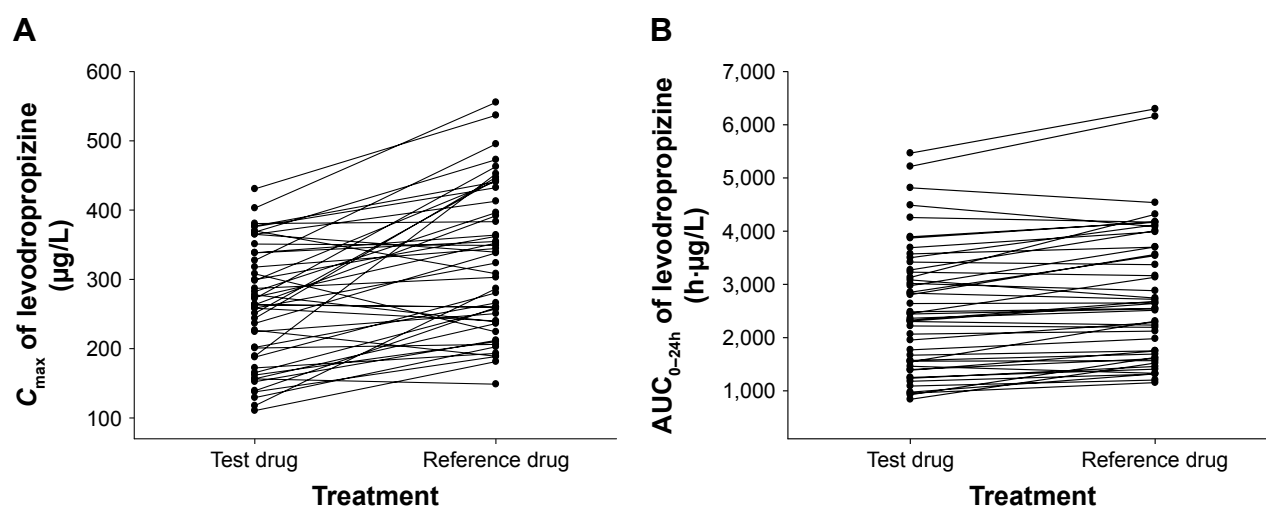 A
Cmax of levodropropizine
(µg/L)
600
500
400
300
200
100
Test drug
Reference drug
Treatment
B
AUC0–24h of levodropropizine
(h·µg/L)
7,000
6,000
5,000
4,000
3,000
2,000
1,000
Test drug
Reference drug
Treatment